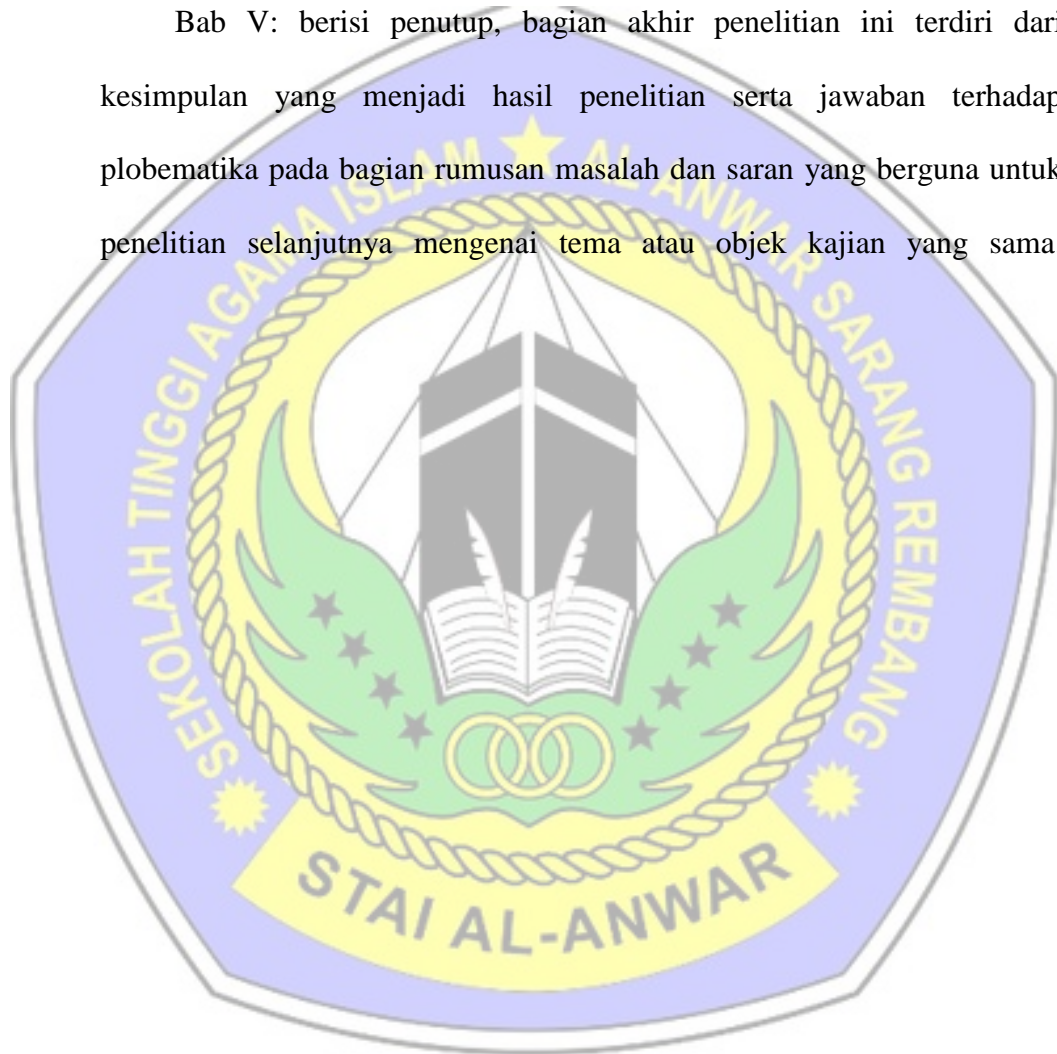 Bab V: berisi penutup, bagian akhir penelitian ini terdiri dari
kesimpulan yang menjadi hasil penelitian serta jawaban terhadap
plobematika pada bagian rumusan masalah dan saran yang berguna untuk
penelitian selanjutnya mengenai tema atau objek kajian yang sama
SEKOLAH TINGGI AGAMA ISLAM AL ANWAR SARANG REMBANG
STAI AL-ANWAR